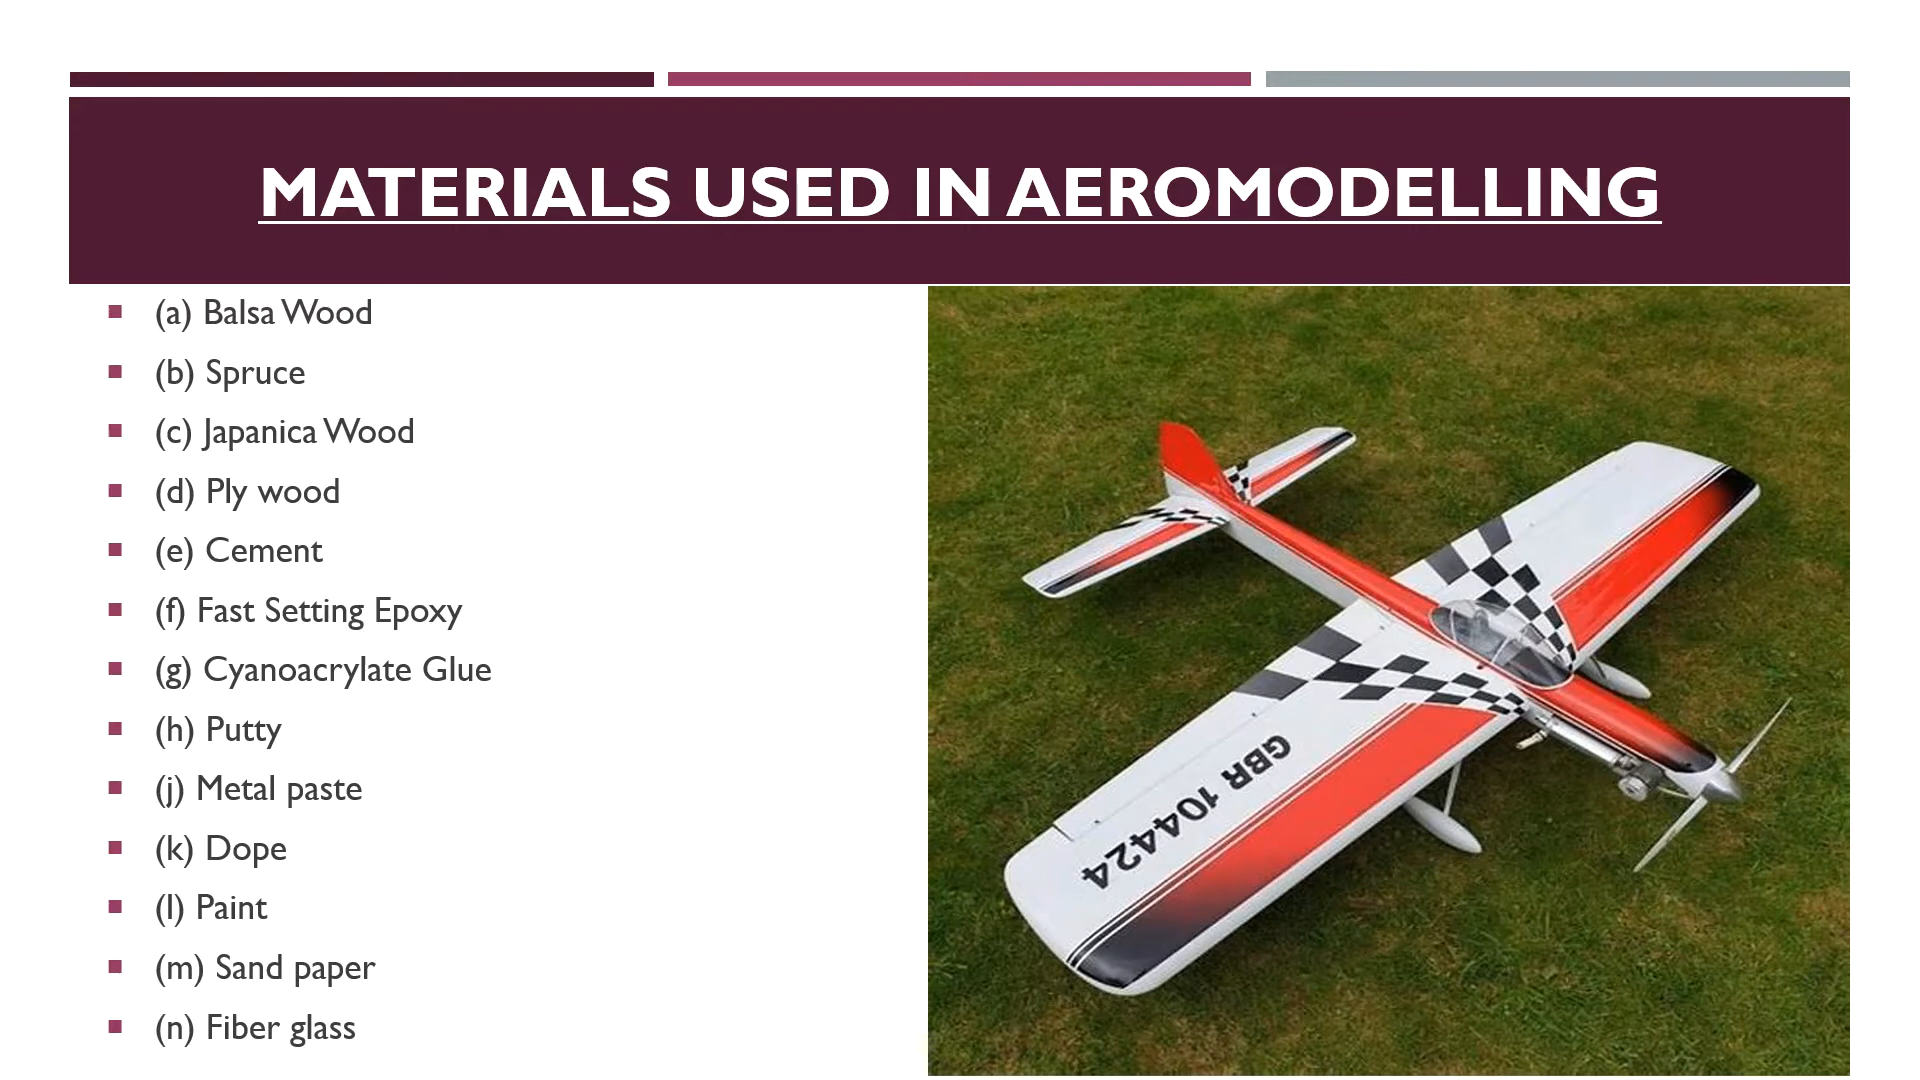 MATERIALS USED IN AEROMODELLING
(a) Balsa Wood
(b) Spruce
(c) Japanica Wood
(d) Ply wood
(e) Cement
(f) Fast Setting Epoxy
(g) Cyanoacrylate Glue
(h) Putty
(j) Metal paste
(k) Dope
(l) Paint
(m) Sand paper
(n) Fiber glass
GBR 104424